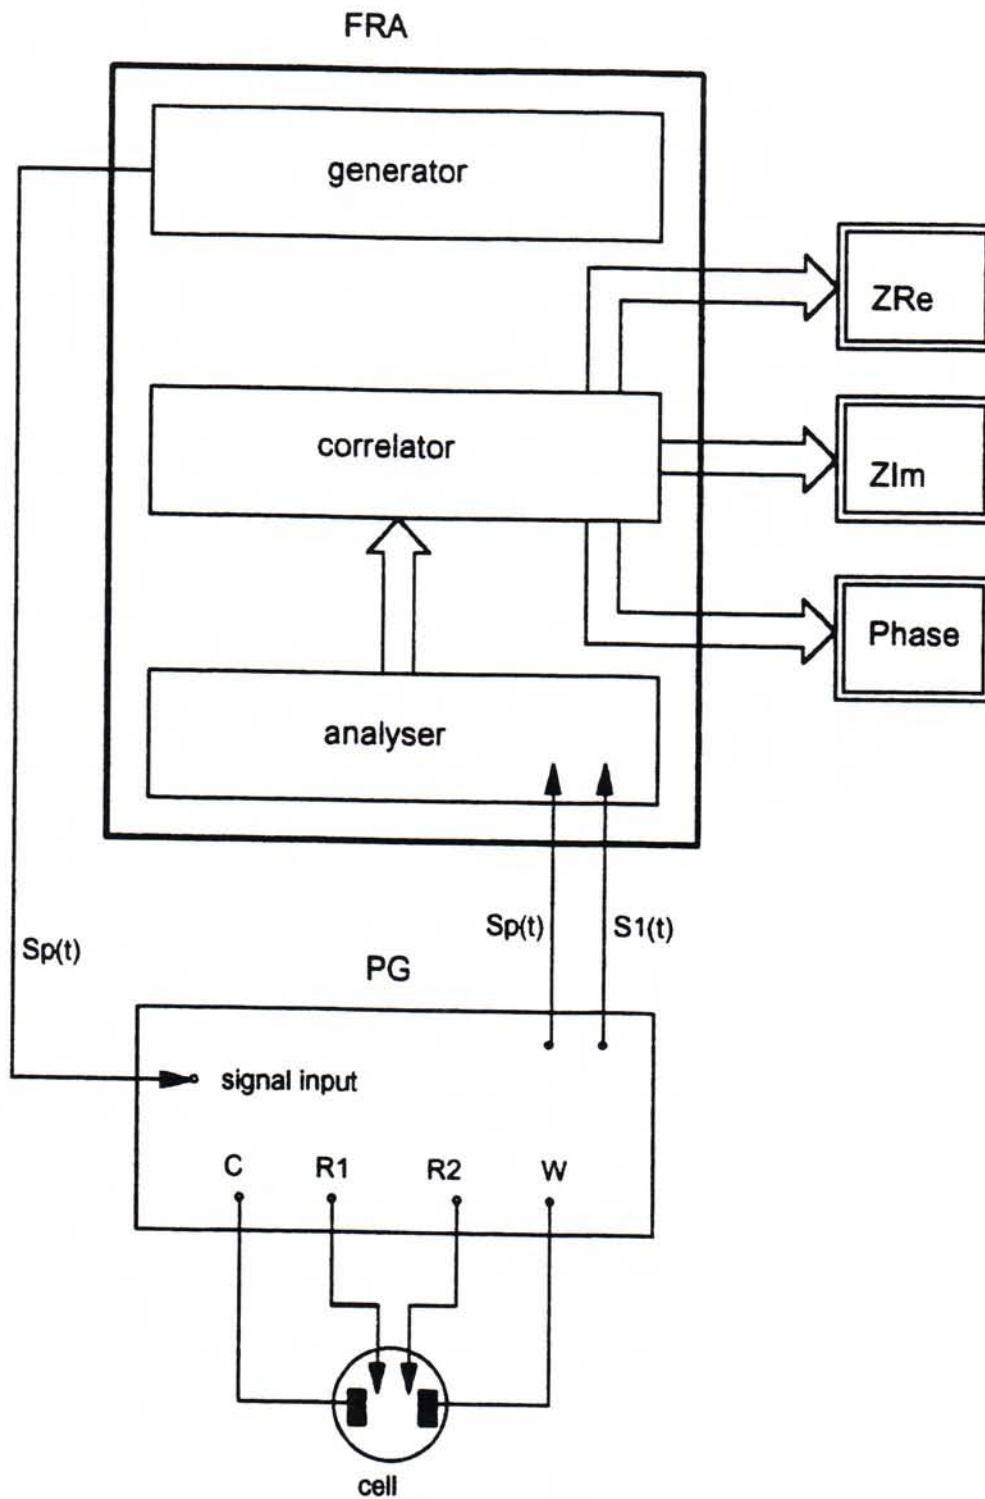 FRA
generator
ZRe
correlator
ZIm
Phase
analyser
Sp(t)
Sp(t)
S1(t)
PG
signal input
C
R1
R2
W
cell